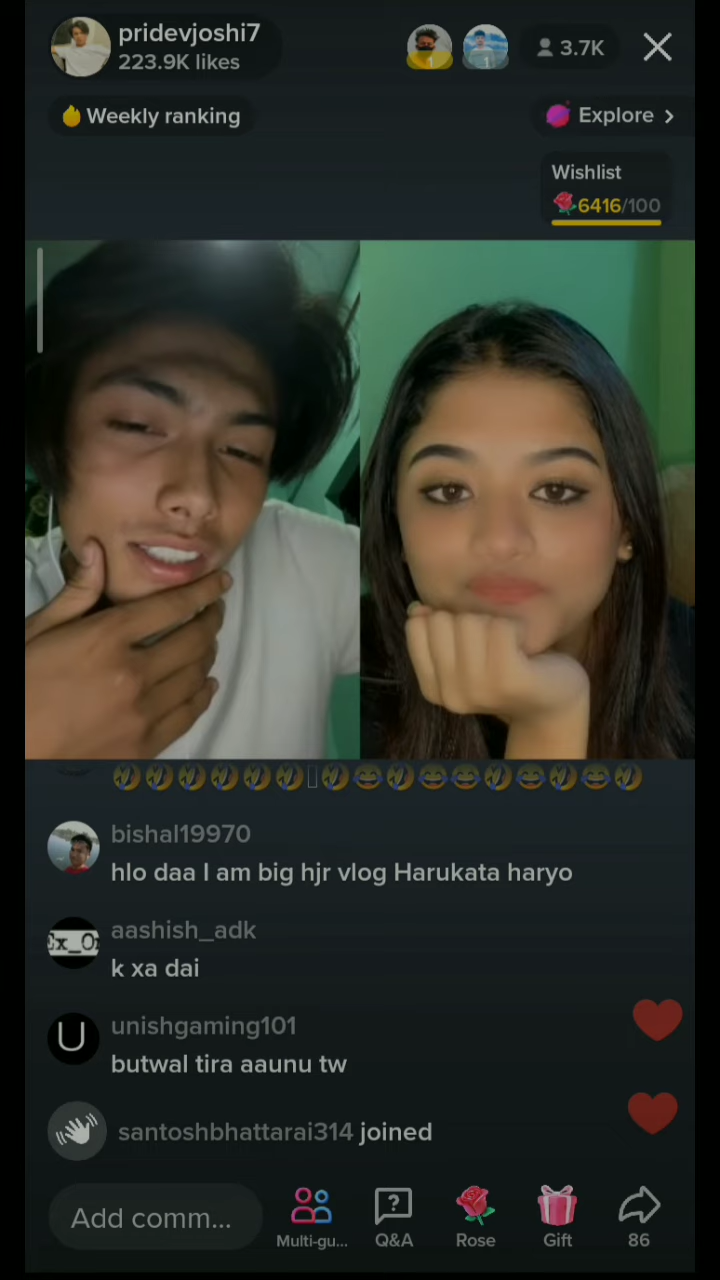 pridevjoshi7
223.9K likes
1
1
3.7K
Weekly ranking
Explore
Wishlist
6416/100
bishal19970
hlo daa I am big hjr vlog Harukata haryo
aashish_adk
k xa dai
unishgaming101
U
butwal tira aaunu tw
santoshbhattarai314 joined
Add comm...
Multi-gu...
Q&A
Rose
Gift
86